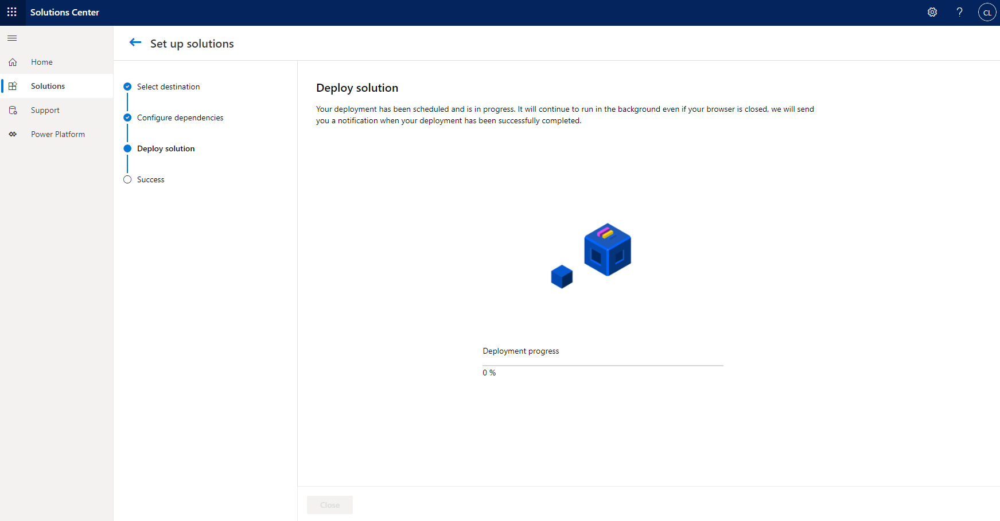 Solutions Center
?
CL
Home
Solutions
Support
Power Platform
Set up solutions
Select destination
Configure dependencies
Deploy solution
Success
Deploy solution
Your deployment has been scheduled and is in progress. It will continue to run in the background even if your browser is closed, we will send
you a notification when your deployment has been successfully completed.
Deployment progress
0 %
Close